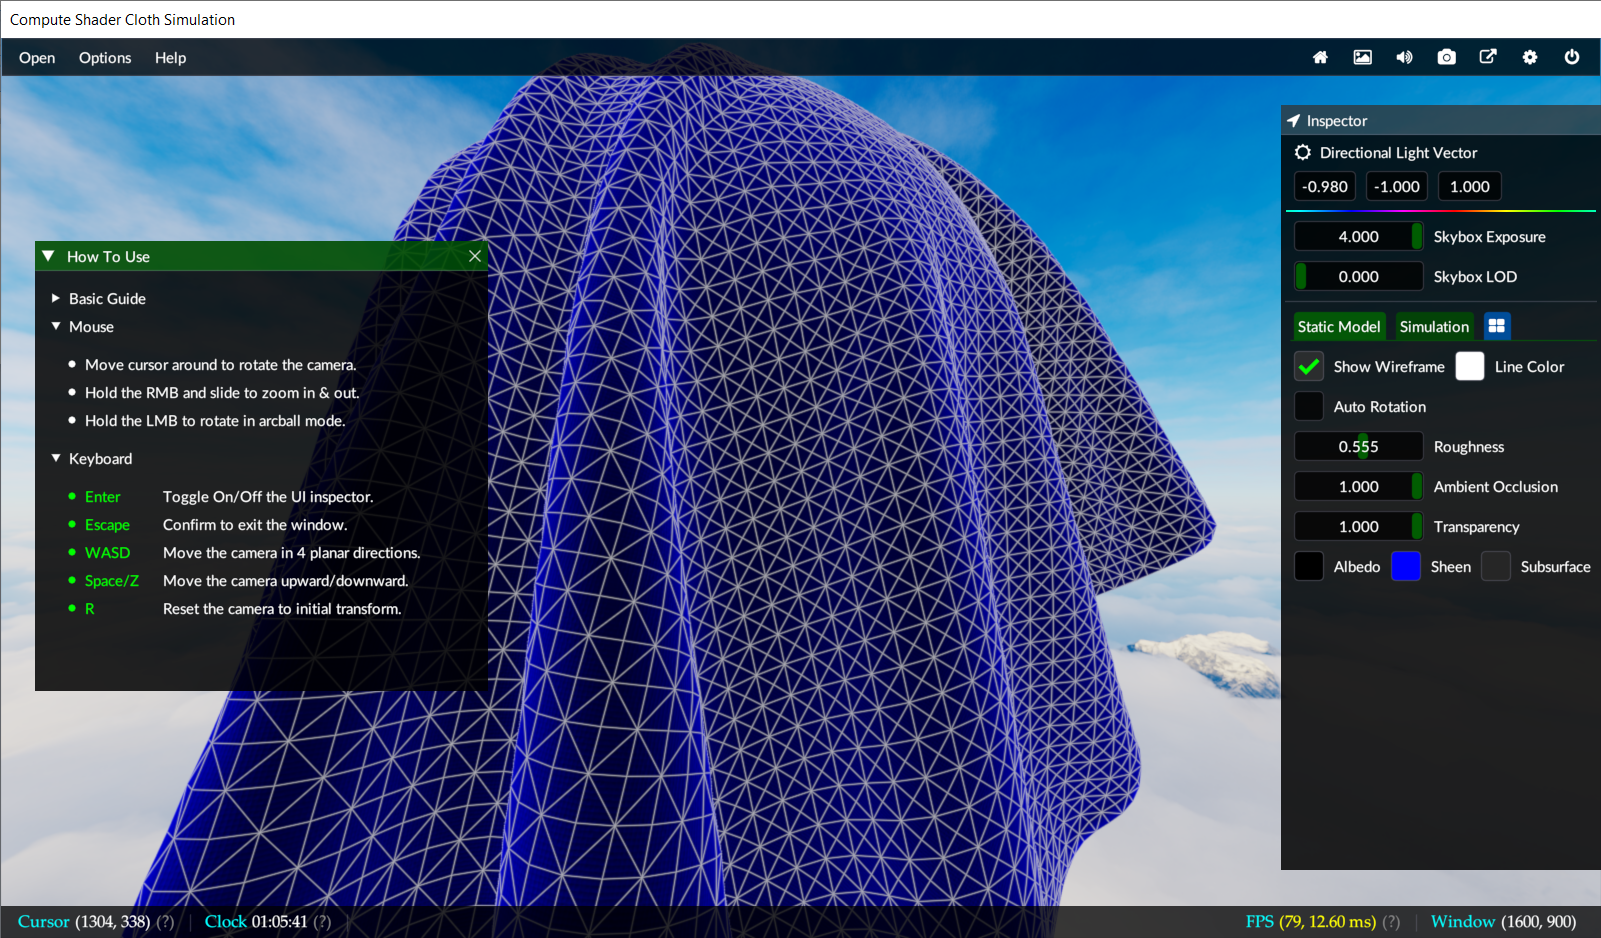 Compute Shader Cloth Simulation
Open Options Help
Inspector
Directional Light Vector
-0.980 -1.000 1.000
4.000 Skybox Exposure
0.000 Skybox LOD
Static Model Simulation
Show Wireframe Line Color
Auto Rotation
0.555 Roughness
1.000 Ambient Occlusion
1.000 Transparency
Albedo Sheen Subsurface
How To Use
Basic Guide
Mouse
Move cursor around to rotate the camera.
Hold the RMB and slide to zoom in & out.
Hold the LMB to rotate in arcball mode.
Keyboard
Enter Toggle On/Off the UI inspector.
Escape Confirm to exit the window.
WASD Move the camera in 4 planar directions.
Space/Z Move the camera upward/downward.
R Reset the camera to initial transform.
Cursor (1304, 338) (?) Clock 01:05:41 (?) FPS (79, 12.60 ms) (?) Window (1600, 900)